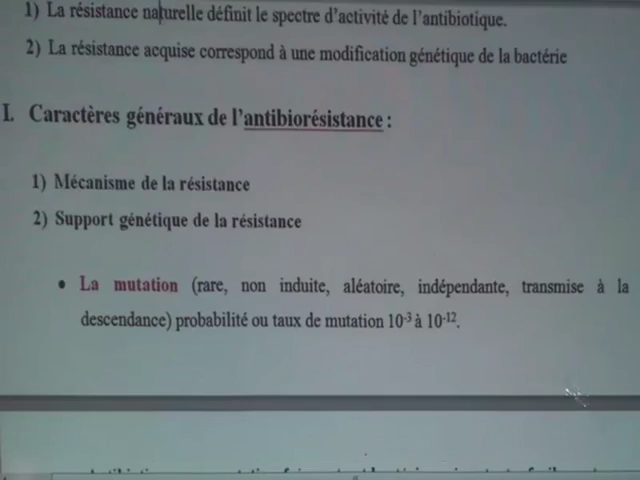 1) La résistance naturelle définit le spectre d'activité de l'antibiotique.
2) La résistance acquise correspond à une modification génétique de la bactérie
I. Caractères généraux de l'antibiorésistance :
1) Mécanisme de la résistance
2) Support génétique de la résistance
• La mutation (rare, non induite, aléatoire, indépendante, transmise à la
descendance) probabilité ou taux de mutation 10⁻³ à 10⁻¹².